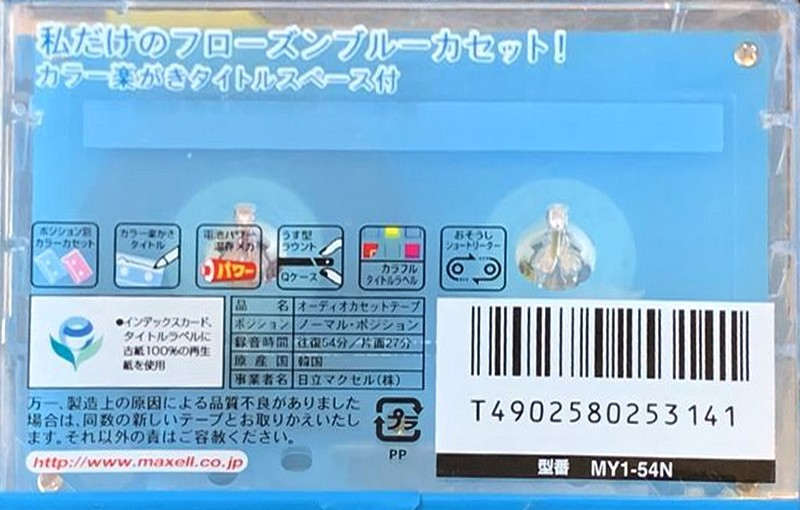 私だけのフローズンブルーカセット!
カラー楽がきタイトルスペース付
ポジション別
カラーカセット
カラー楽がき
タイトル
電池パワー
温存メカ
パワー
うす型
ラウント
Qケース
カラフル
タイトルラベル
おそうじ
ショートリーダー
●インデックスカード、
タイトルラベルに
古紙100%の再生
紙を使用
品名 オーディオカセットテープ
ポジション ノーマル・ポジション
録音時間 往復54分/片面27分
原産国 韓国
事業者名 日立マクセル(株)
万一、製造上の原因による品質不良がありました
場合は、同数の新しいテープとお取りかえいたし
ます。それ以外の責はご容赦ください。
http://www.maxell.co.jp
プラ
PP
T4902580253141
型番 MY1-54N